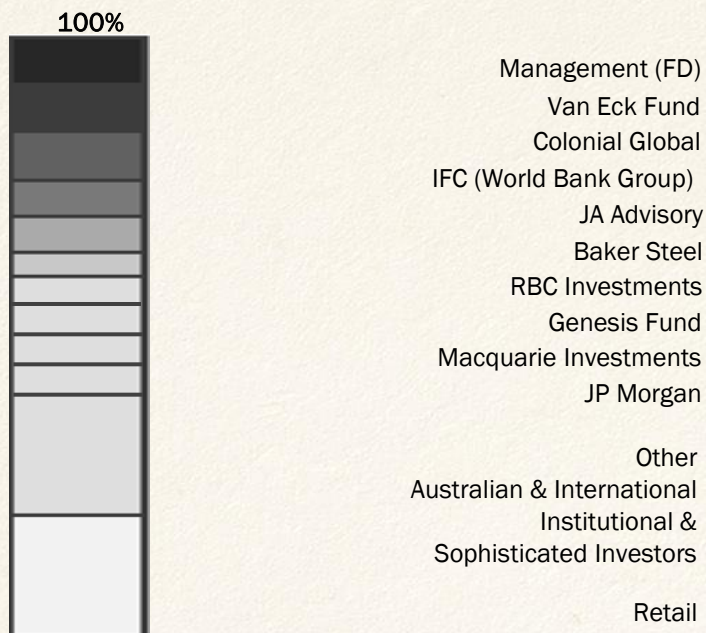 100%
Management (FD)
Van Eck Fund
Colonial Global
IFC (World Bank Group)
JA Advisory
Baker Steel
RBC Investments
Genesis Fund
Macquarie Investments
JP Morgan
Other
Australian & International
Institutional &
Sophisticated Investors
Retail